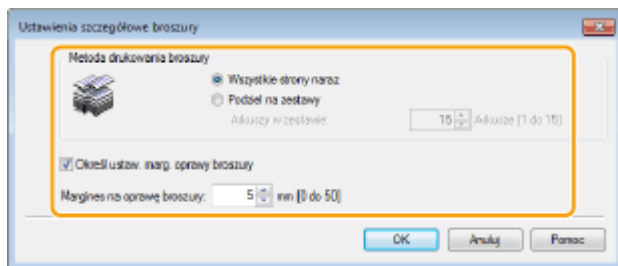 Ustawienia szczegółowe broszury
Metoda drukowania broszury
Wszystkie strony naraz
Podziel na zestawy
Arkuszy w zestawie: 15 Arkusze [1 do 15]
Określ ustaw. marg. oprawy broszury
Margines na oprawę broszury: 5 mm [0 do 50]
OK Anuluj Pomoc